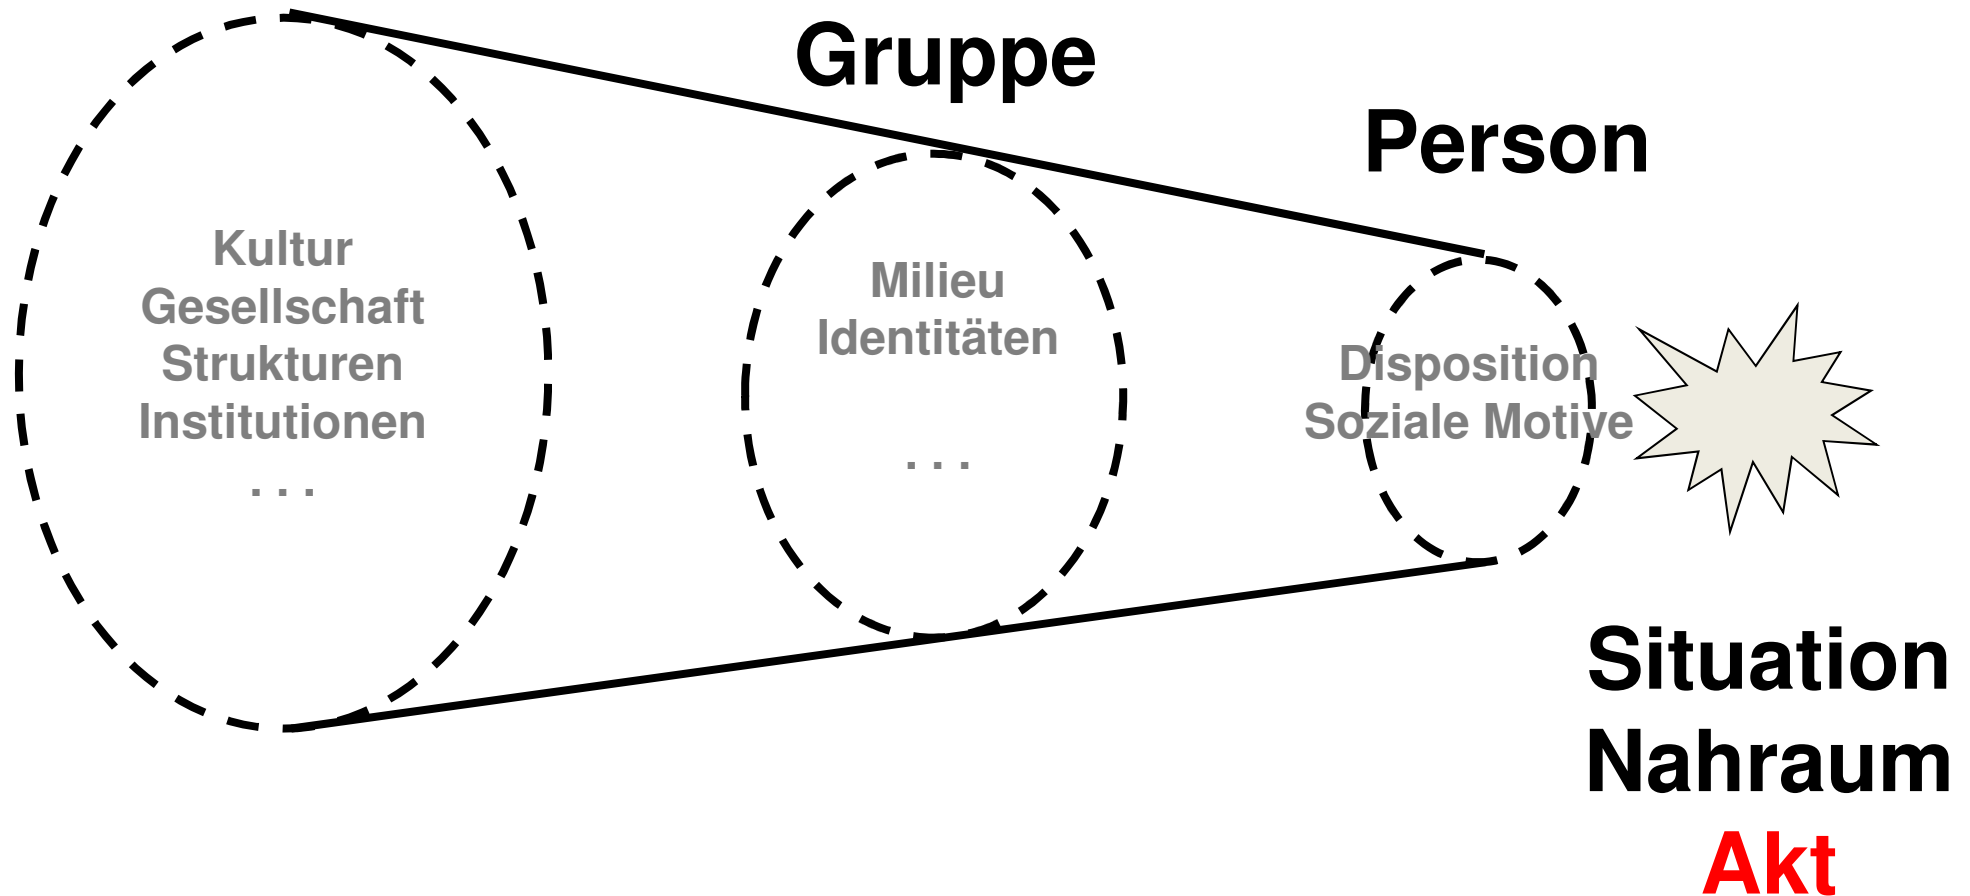 Gruppe
Person
Kultur
Gesellschaft
Strukturen
Institutionen
. . .
Milieu
Identitäten
. . .
Disposition
Soziale Motive
Situation
Nahraum
Akt